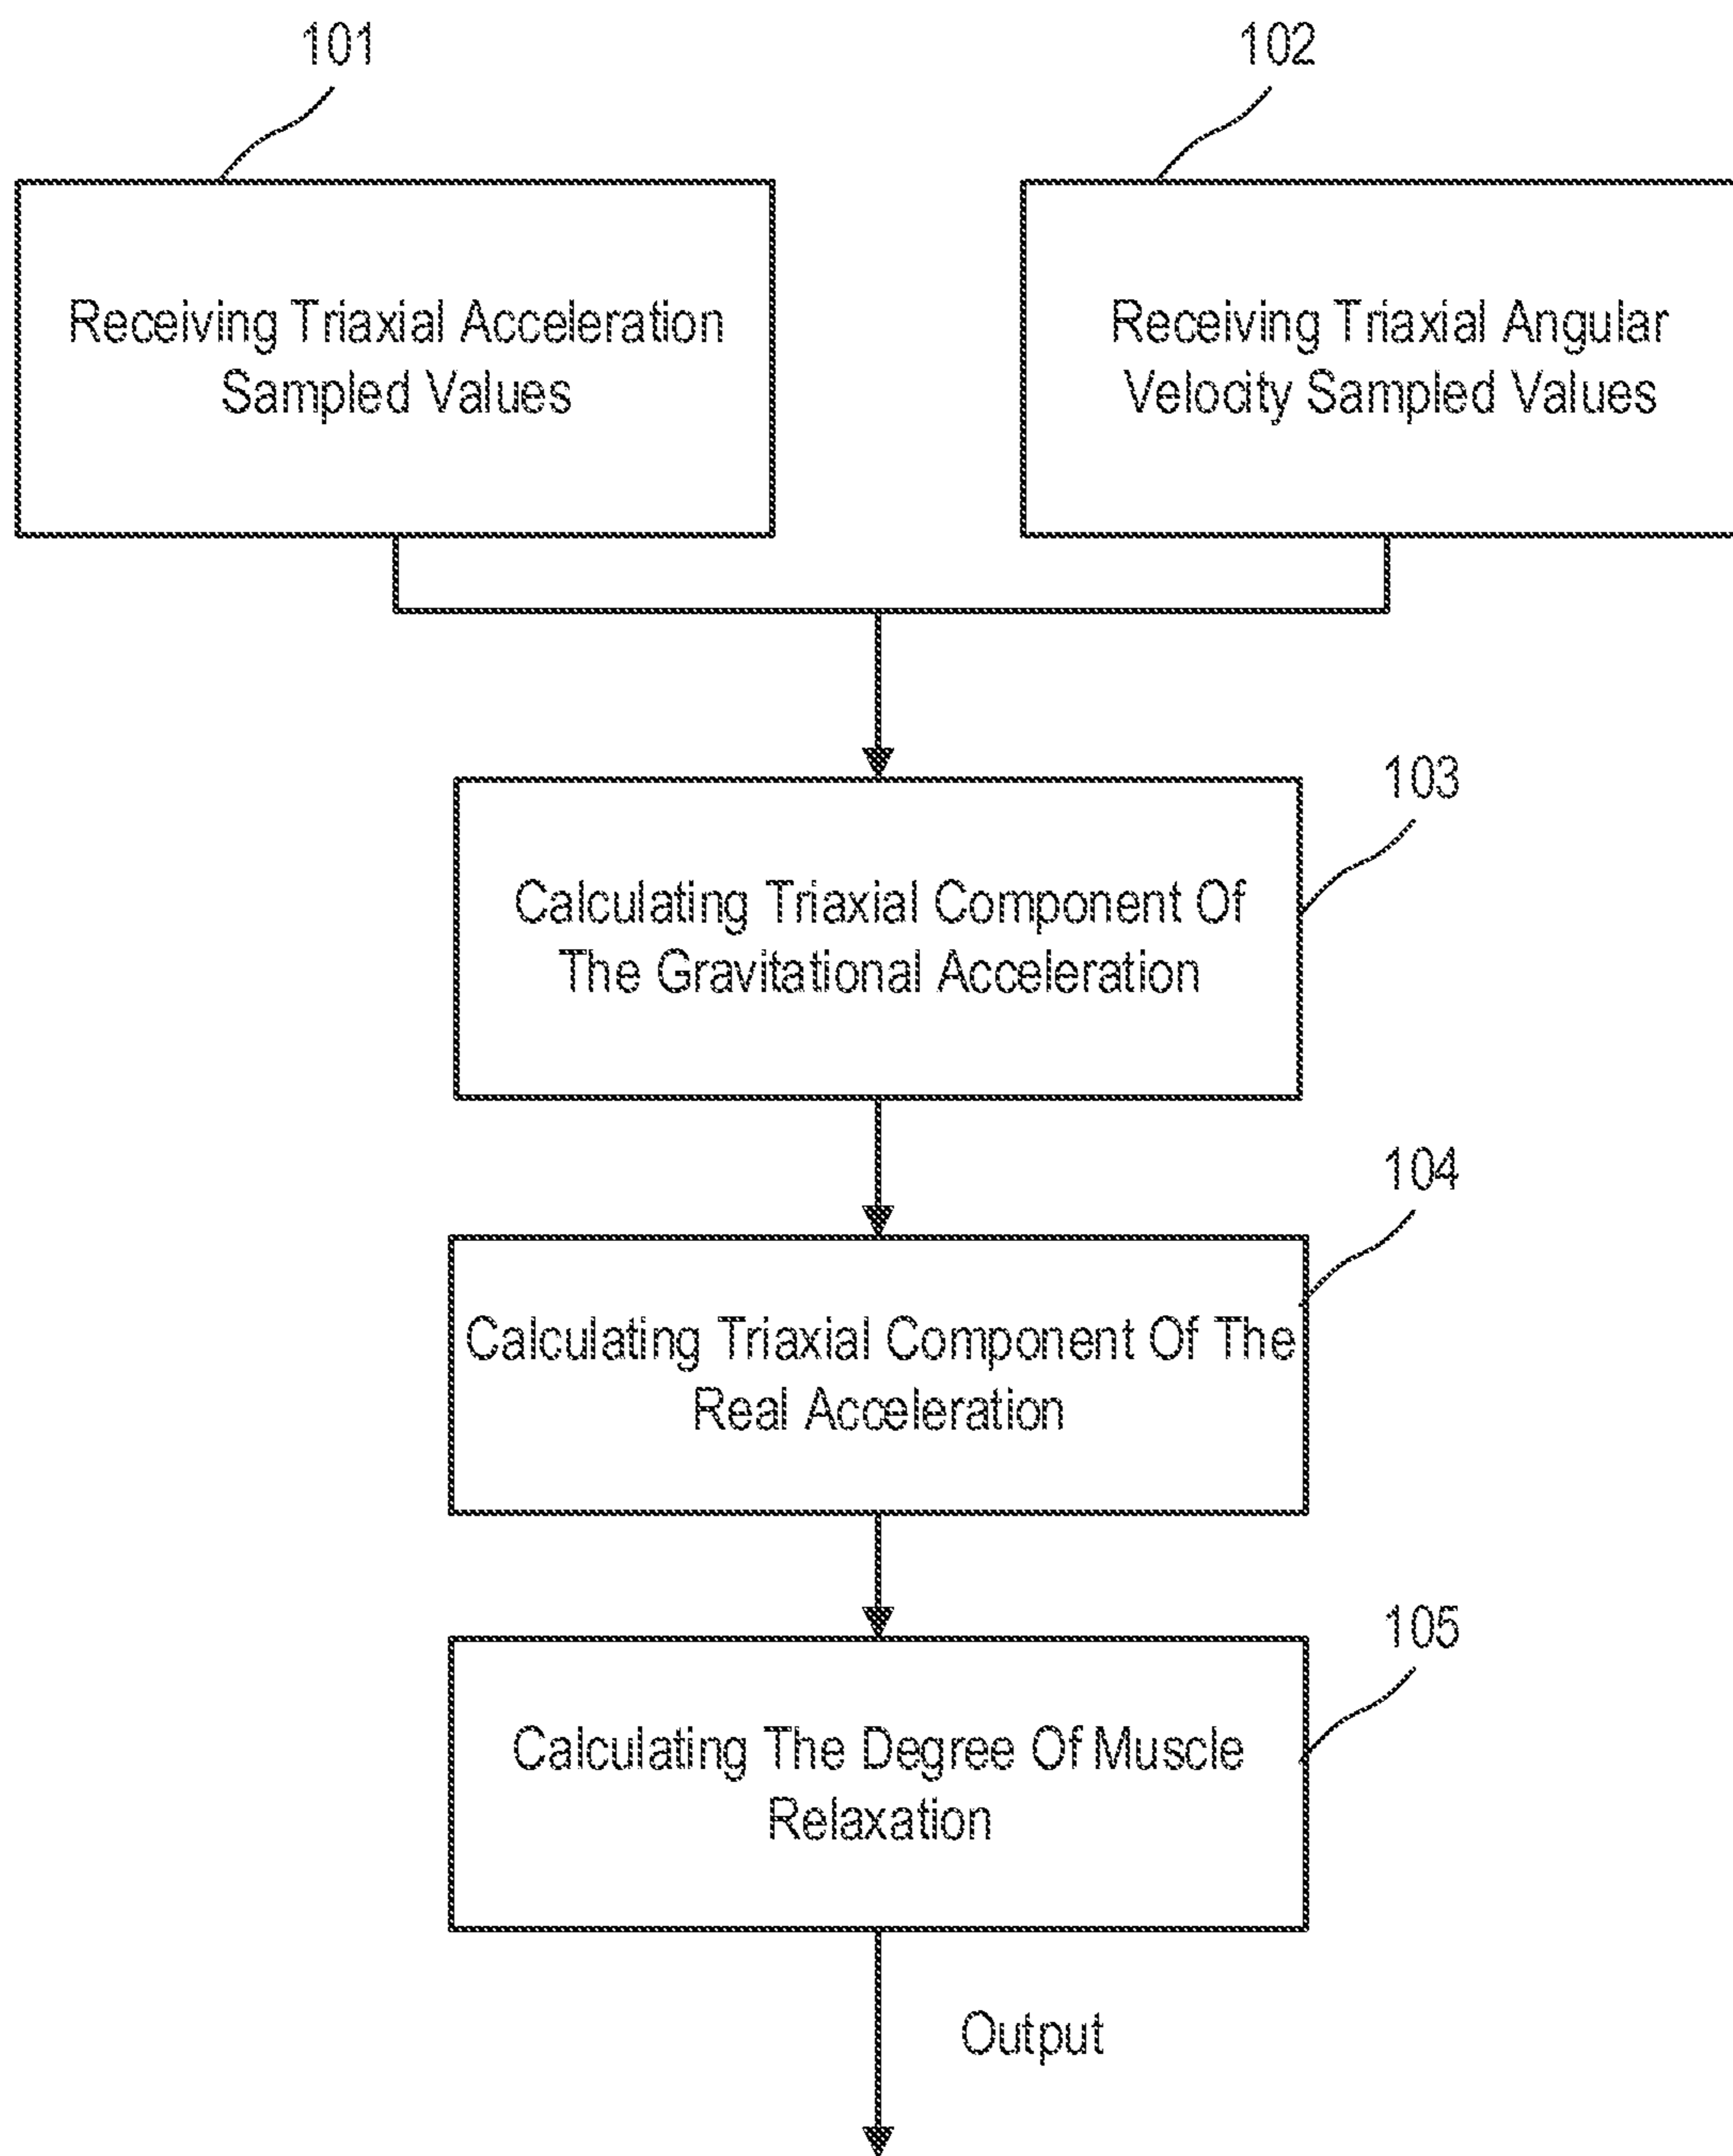 101
102
Receiving Triaxial Acceleration
Sampled Values
Receiving Triaxial Angular
Velocity Sampled Values
103
Calculating Triaxial Component Of
The Gravitational Acceleration
104
Calculating Triaxial Component Of The
Real Acceleration
105
Calculating The Degree Of Muscle
Relaxation
Output